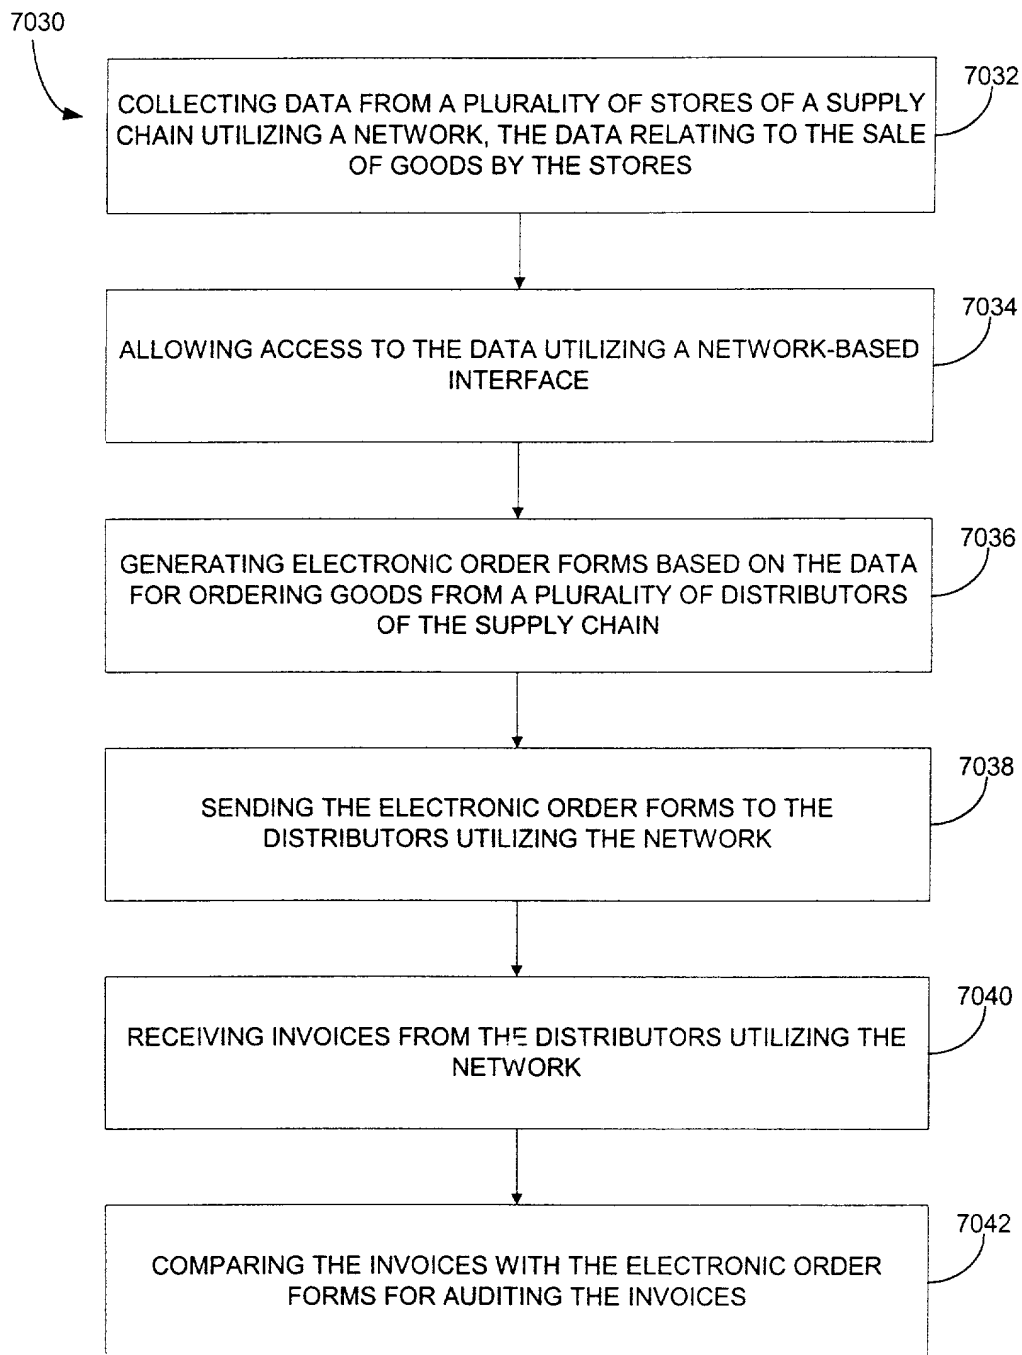 7030
7032
COLLECTING DATA FROM A PLURALITY OF STORES OF A SUPPLY
CHAIN UTILIZING A NETWORK, THE DATA RELATING TO THE SALE
OF GOODS BY THE STORES
7034
ALLOWING ACCESS TO THE DATA UTILIZING A NETWORK-BASED
INTERFACE
7036
GENERATING ELECTRONIC ORDER FORMS BASED ON THE DATA
FOR ORDERING GOODS FROM A PLURALITY OF DISTRIBUTORS
OF THE SUPPLY CHAIN
7038
SENDING THE ELECTRONIC ORDER FORMS TO THE
DISTRIBUTORS UTILIZING THE NETWORK
7040
RECEIVING INVOICES FROM THE DISTRIBUTORS UTILIZING THE
NETWORK
7042
COMPARING THE INVOICES WITH THE ELECTRONIC ORDER
FORMS FOR AUDITING THE INVOICES